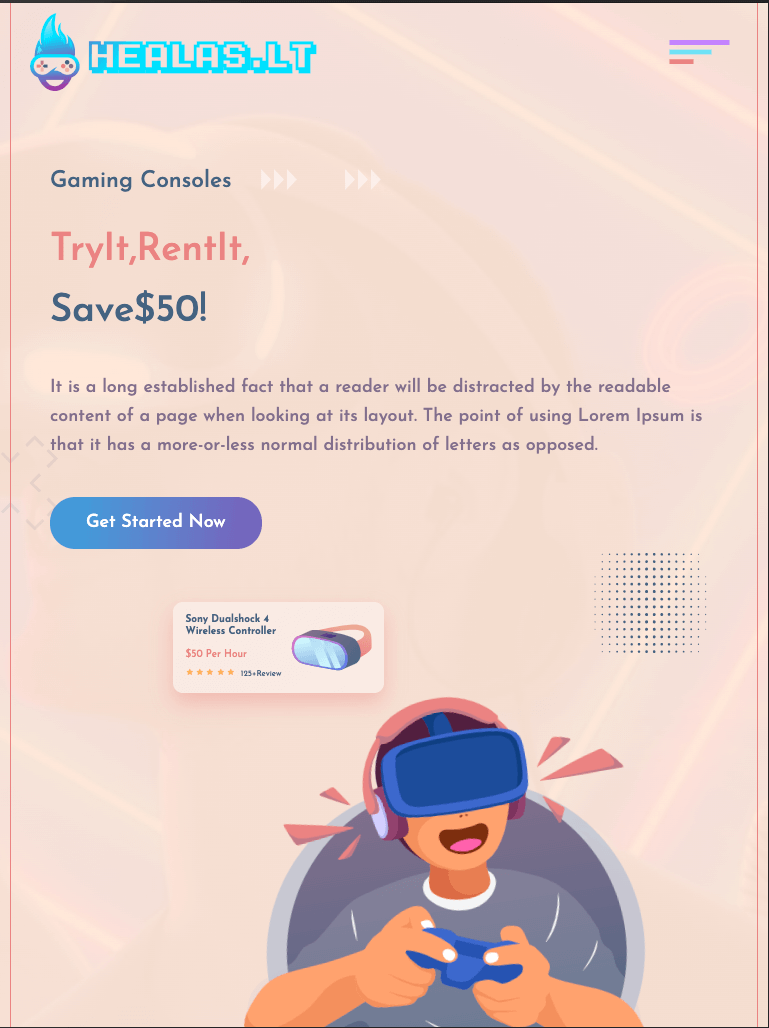 HEALAS.LT
Gaming Consoles
TryIt,RentIt,
Save$50!
It is a long established fact that a reader will be distracted by the readable
content of a page when looking at its layout. The point of using Lorem Ipsum is
that it has a more-or-less normal distribution of letters as opposed.
Get Started Now
Sony Dualshock 4
Wireless Controller
$50 Per Hour
125+Review